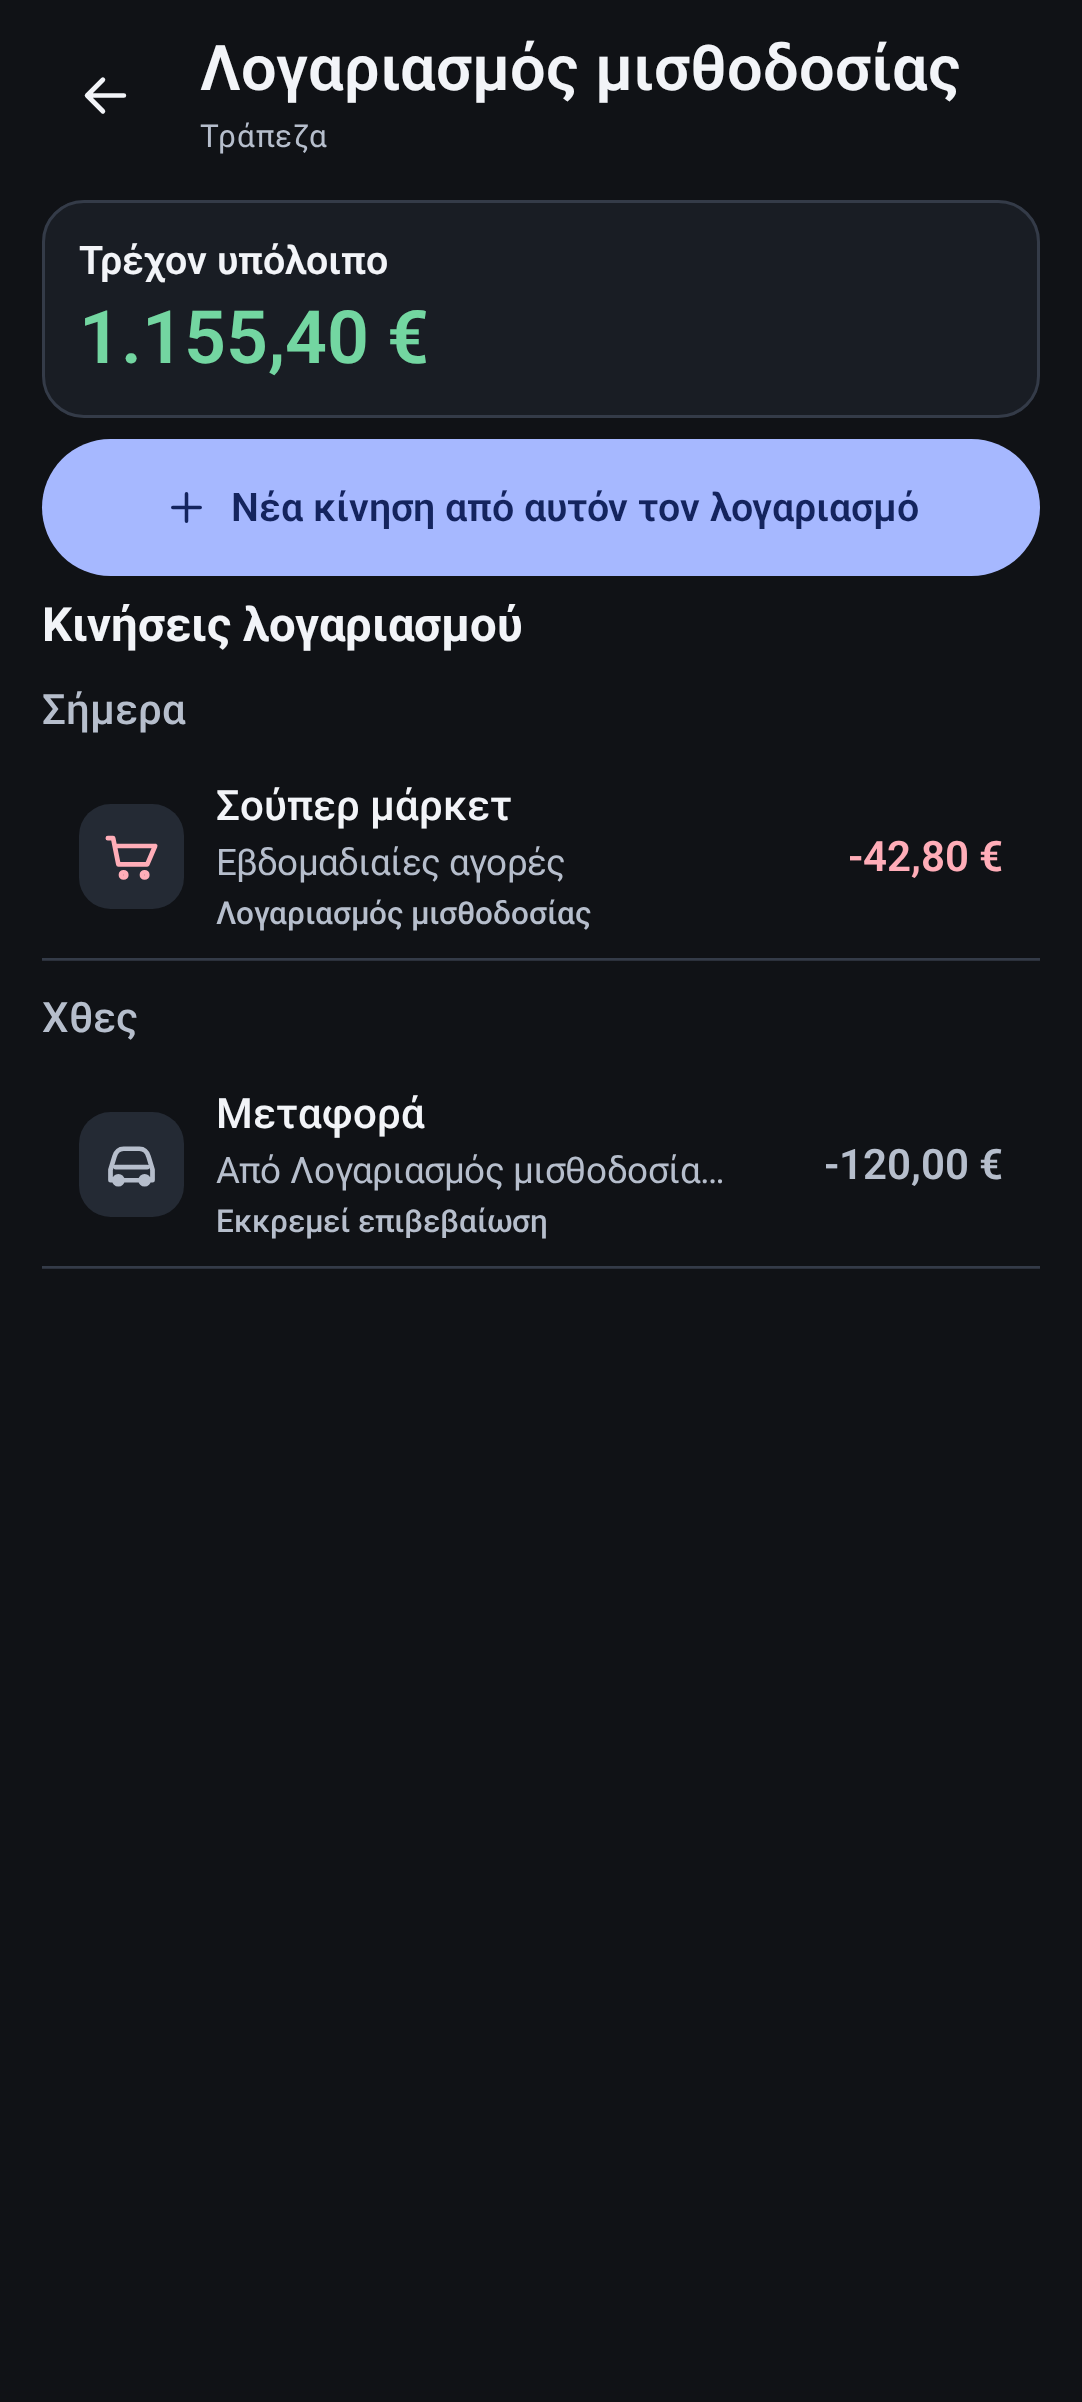 Λογαριασμός μισθοδοσίας
Τράπεζα
Τρέχον υπόλοιπο
1.155,40 €
Νέα κίνηση από αυτόν τον λογαριασμό
Κινήσεις λογαριασμού
Σήμερα
Σούπερ μάρκετ
Εβδομαδιαίες αγορές
-42,80 €
Λογαριασμός μισθοδοσίας
Χθες
Μεταφορά
Από Λογαριασμός μισθοδοσία...
-120,00 €
Εκκρεμεί επιβεβαίωση